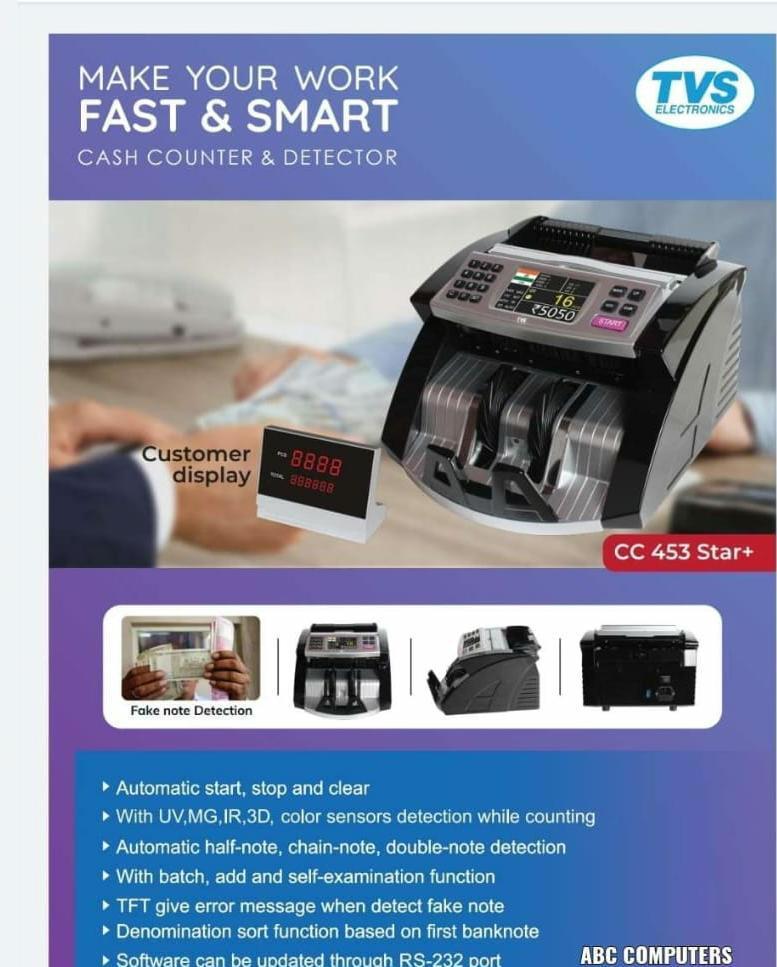 MAKE YOUR WORK
FAST & SMART
CASH COUNTER & DETECTOR
TVS
ELECTRONICS
16
₹5050
START
Customer
display
PCS 8888
TOTAL 888888
CC 453 Star+
Fake note Detection
Automatic start, stop and clear
With UV,MG,IR,3D, color sensors detection while counting
Automatic half-note, chain-note, double-note detection
With batch, add and self-examination function
TFT give error message when detect fake note
Denomination sort function based on first banknote
Software can be updated through RS-232 port
ABC COMPUTERS